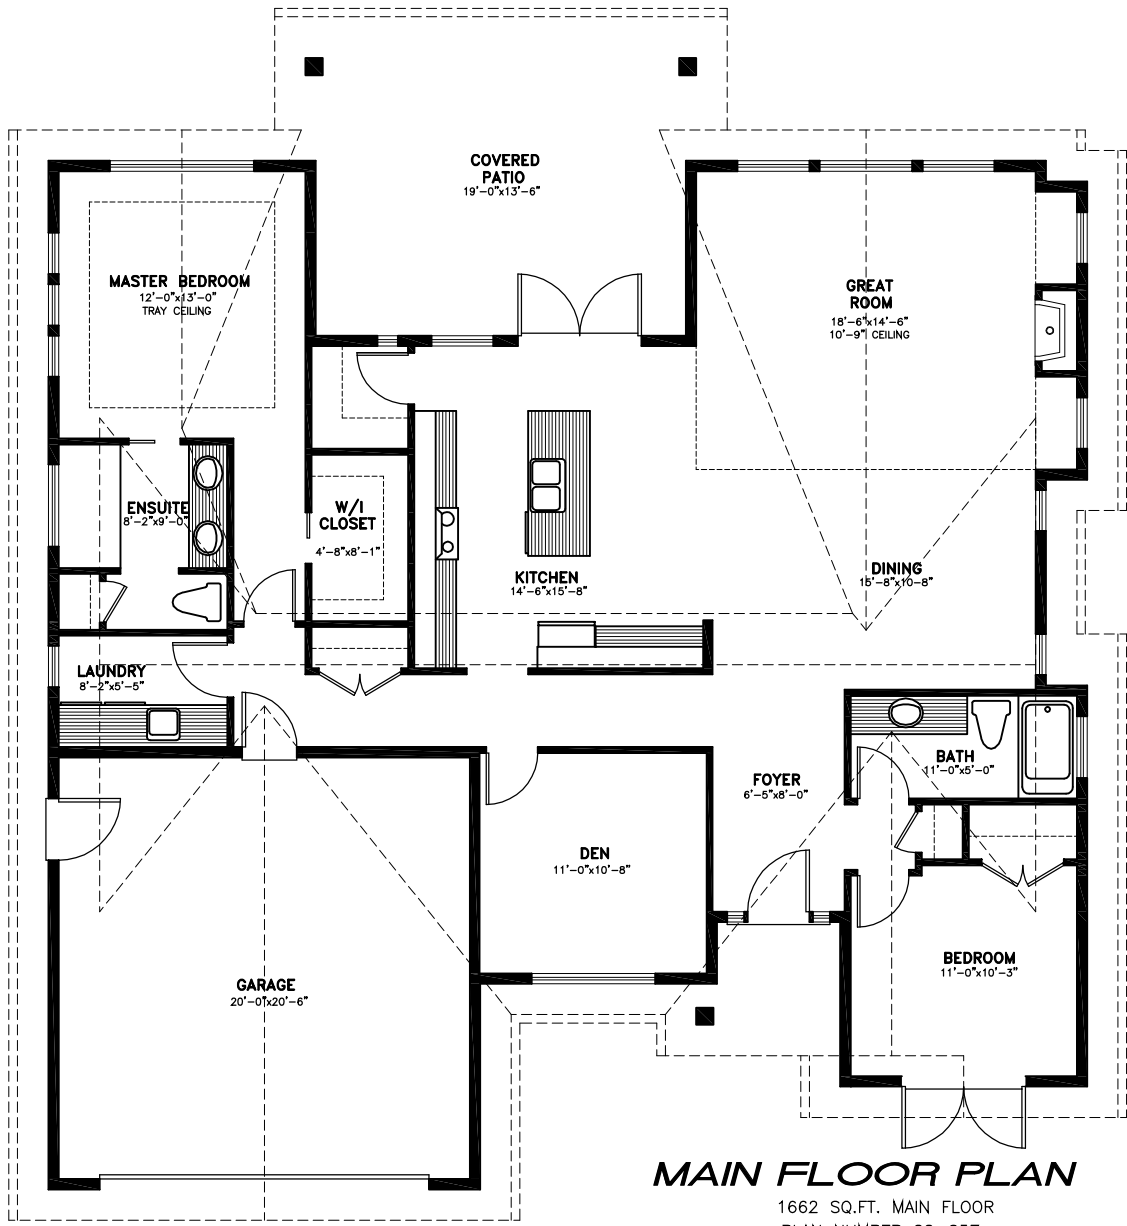 COVERED
PATIO
19'-0"x13'-6"
MASTER BEDROOM
12'-0"x13'-0"
TRAY CEILING
GREAT
ROOM
18'-6"x14'-6"
10'-9" CEILING
ENSUITE
8'-2"x9'-0"
W/I
CLOSET
4'-8"x8'-1"
KITCHEN
14'-6"x15'-8"
DINING
15'-8"x10'-8"
LAUNDRY
8'-2"x5'-5"
BATH
11'-0"x5'-0"
FOYER
6'-5"x8'-0"
DEN
11'-0"x10'-8"
BEDROOM
11'-0"x10'-3"
GARAGE
20'-0"x20'-6"
MAIN FLOOR PLAN
1662 SQ.FT. MAIN FLOOR